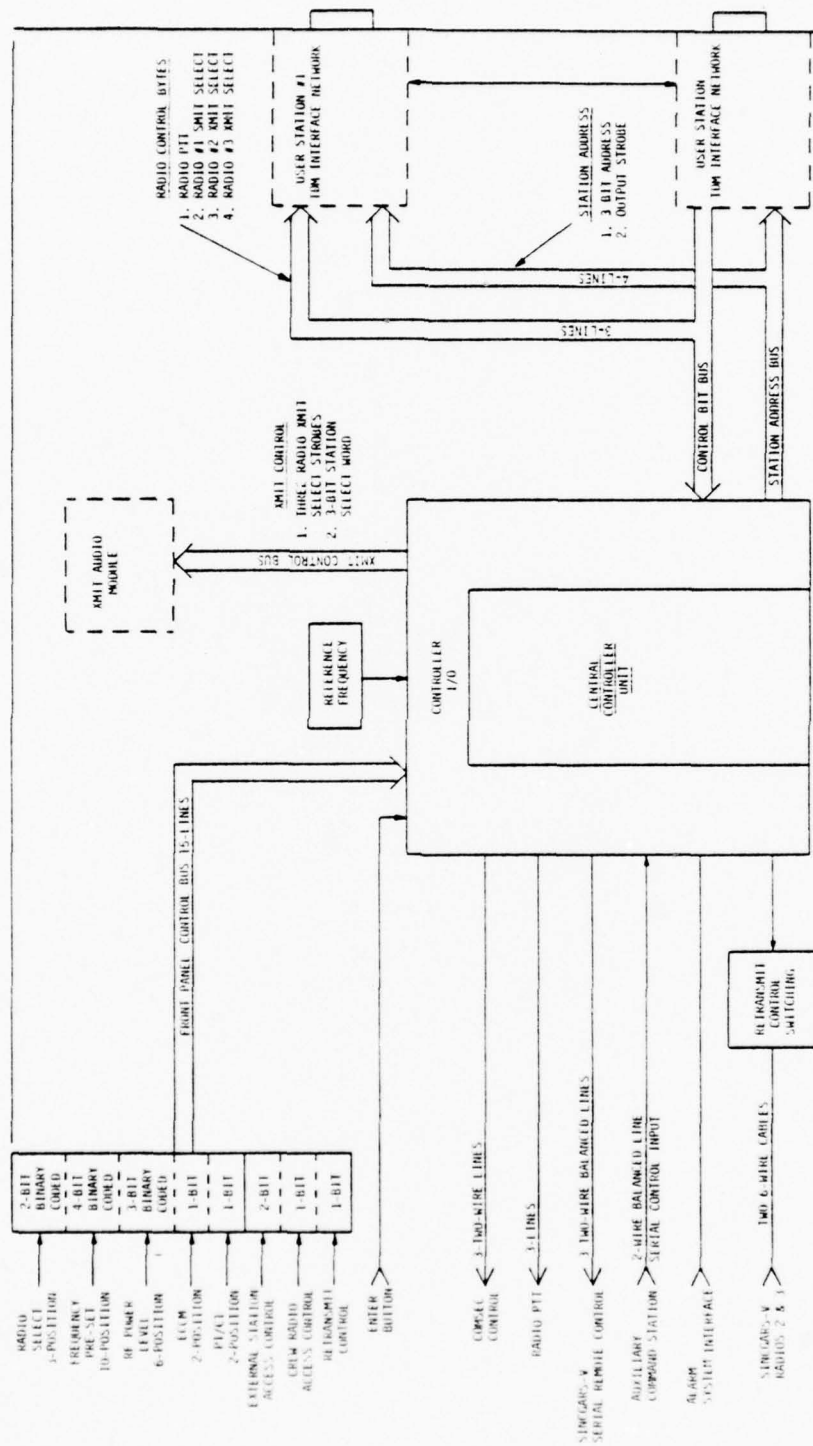 RADIO CONTROL BYTES
1. RADIO PTT
2. RADIO #1 SMIT SELECT
3. RADIO #2 XMIT SELECT
4. RADIO #3 XMIT SELECT
USER STATION #1
TDM INTERFACE NETWORK
STATION ADDRESS
1. 3 BIT ADDRESS
2. OUTPUT STROBE
USER STATION
TDM INTERFACE NETWORK
3-LINES
4-LINES
CONTROL BIT BUS
STATION ADDRESS BUS
XMIT AUDIO
MODULE
XMIT CONTROL
1. THREE RADIO XMIT
SELECT STROBES
2. 3-BIT STATION
SELECT WORD
XMIT CONTROL BUS
REFERENCE
FREQUENCY
CONTROLLER
I/O
CENTRAL
CONTROLLER
UNIT
FRONT PANEL CONTROL BUS 15-LINES
2-BIT
BINARY
CODED
4-BIT
BINARY
CODED
3-BIT
BINARY
CODED
1-BIT
1-BIT
2-BIT
1-BIT
1-BIT
RADIO
SELECT
3-POSITION
FREQUENCY
PRE-SET
10-POSITION
RF POWER
LEVEL
6-POSITION
ECCM
2-POSITION
PT/CT
2-POSITION
EXTERNAL STATION
ACCESS CONTROL
CREW RADIO
ACCESS CONTROL
RETRANSMIT
CONTROL
ENTER
BUTTON
COMSEC
CONTROL
3-TWO-WIRE LINES
RADIO PTT
3-LINES
SINCGARS-V
SERIAL REMOTE CONTROL
3 TWO-WIRE BALANCED LINES
AUXILIARY
COMMAND STATION
2-WIRE BALANCED LINE
SERIAL CONTROL INPUT
ALARM
SYSTEM INTERFACE
SINCGARS-V
RADIOS 2 & 3
TWO 6-WIRE CABLES
RETRANSMIT
CONTROL
SWITCHING